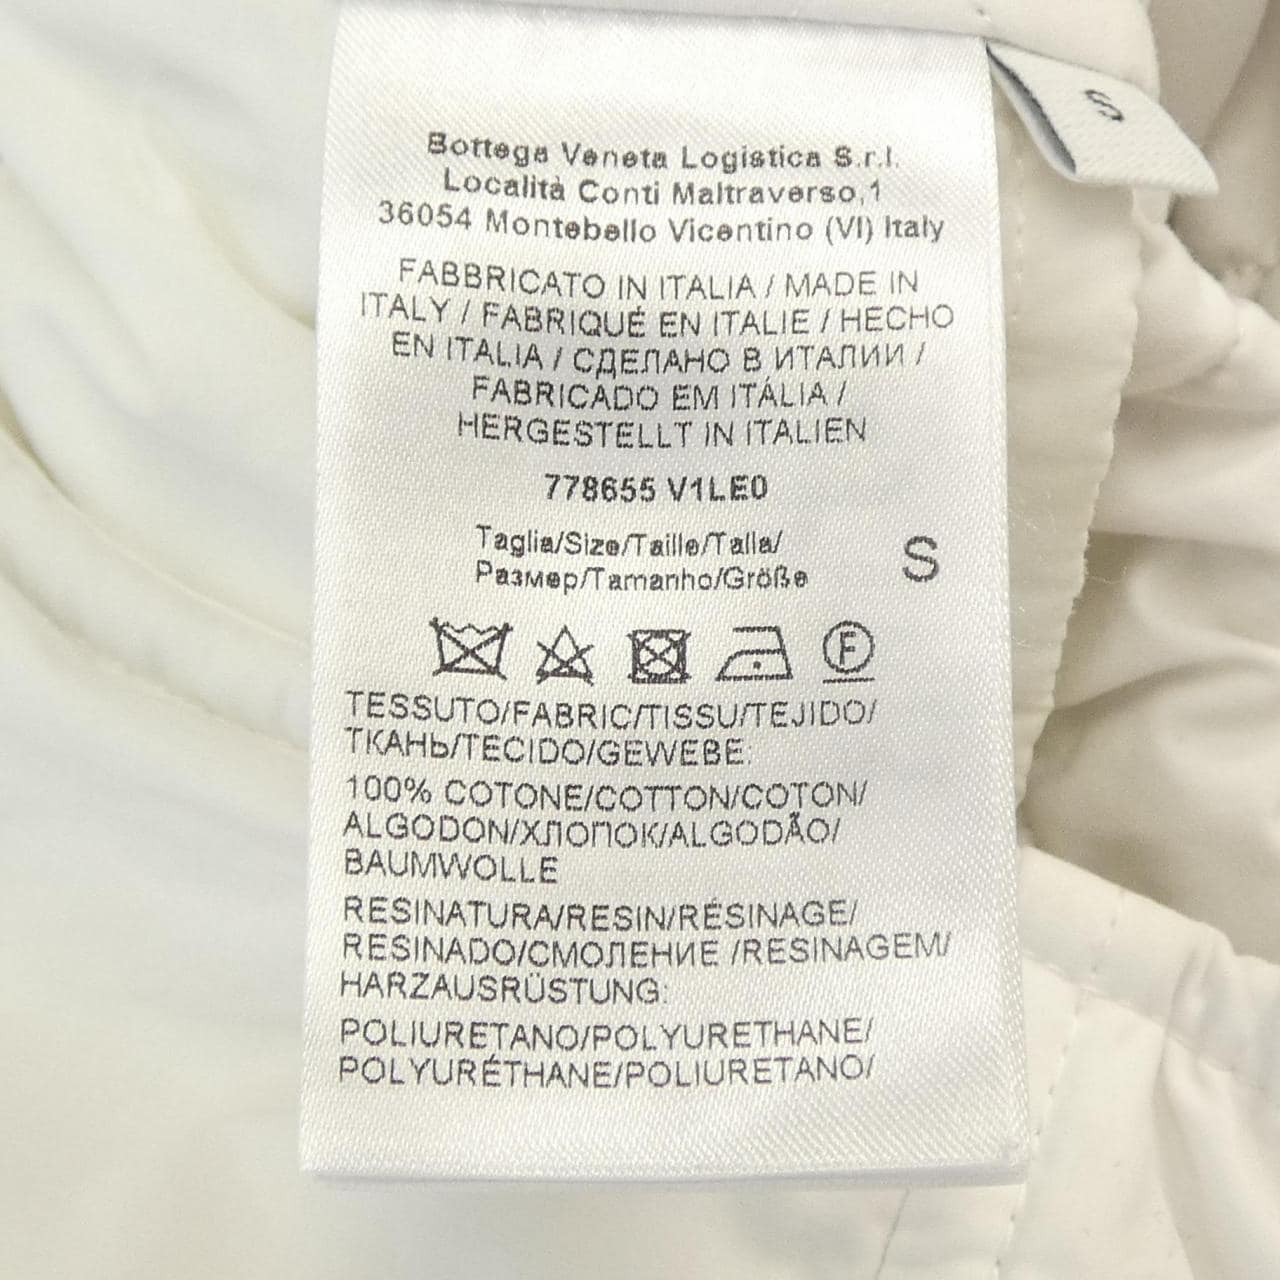 S
Bottega Veneta Logistica S.r.l.
Località Conti Maltraverso,1
36054 Montebello Vicentino (VI) Italy
FABBRICATO IN ITALIA / MADE IN
ITALY / FABRIQUÉ EN ITALIE / HECHO
EN ITALIA / СДЕЛАНО В ИТАЛИИ /
FABRICADO EM ITÁLIA /
HERGESTELLT IN ITALIEN
778655 V1LE0
Taglia/Size/Taille/Talla/
Размер/Tamanho/Größe
S
F
TESSUTO/FABRIC/TISSU/TEJIDO/
ТКАНЬ/TECIDO/GEWEBE:
100% COTONE/COTTON/COTON/
ALGODON/ХЛОПОК/ALGODÃO/
BAUMWOLLE
RESINATURA/RESIN/RÉSINAGE/
RESINADO/СМОЛЕНИЕ /RESINAGEM/
HARZAUSRÜSTUNG:
POLIURETANO/POLYURETHANE/
POLYURÉTHANE/POLIURETANO/